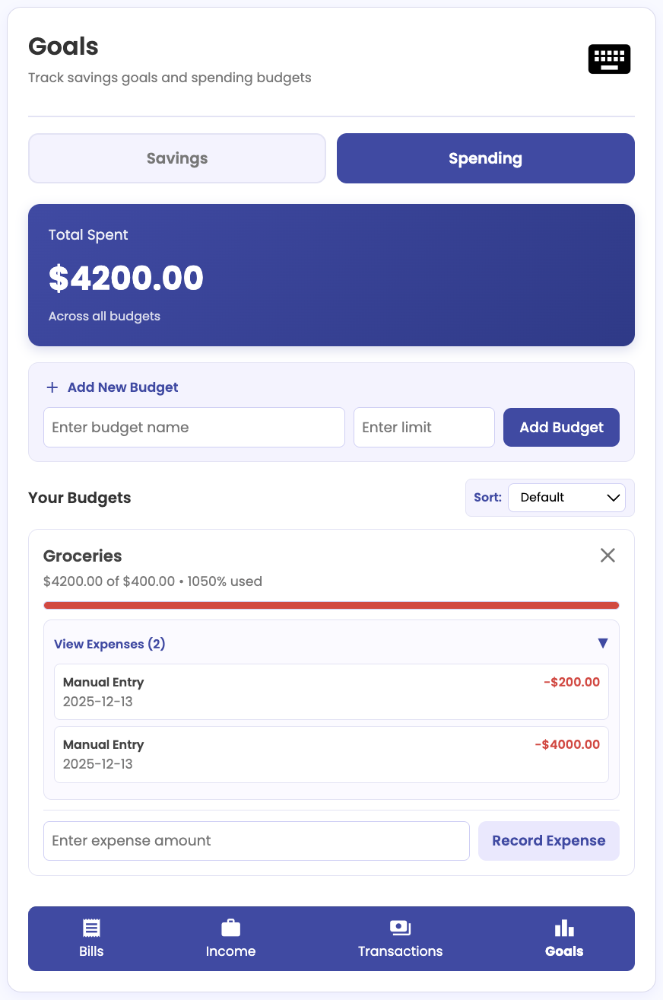 Goals
Track savings goals and spending budgets
Savings
Spending
Total Spent
$4200.00
Across all budgets
+ Add New Budget
Enter budget name
Enter limit
Add Budget
Your Budgets
Sort: Default
Groceries
$4200.00 of $400.00 • 1050% used
View Expenses (2) ▼
Manual Entry -$200.00
2025-12-13
Manual Entry -$4000.00
2025-12-13
Enter expense amount
Record Expense
Bills
Income
Transactions
Goals